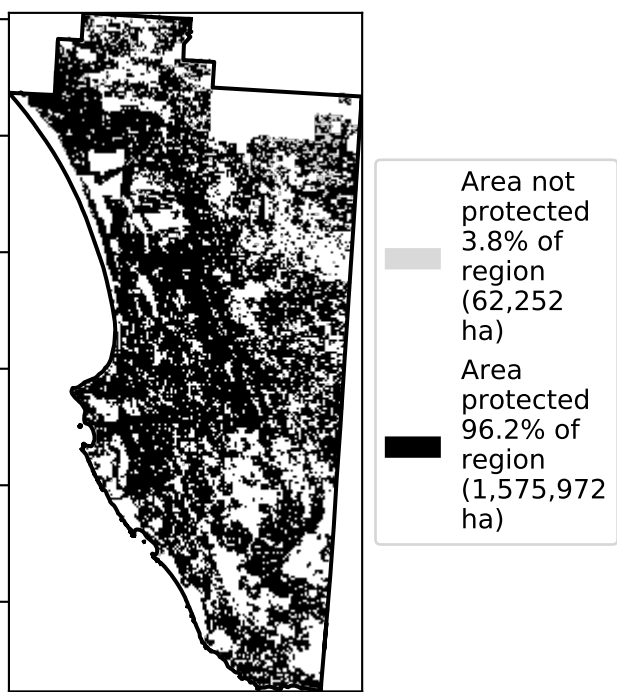 Area not
protected
3.8% of
region
(62,252
ha)
Area
protected
96.2% of
region
(1,575,972
ha)